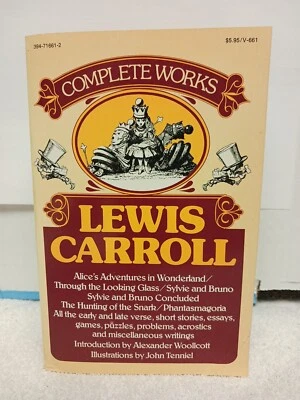 394-71661-2
$5.95/V-661
COMPLETE WORKS
LEWIS
CARROLL
Alice's Adventures in Wonderland/
Through the Looking Glass/Sylvie and Bruno
Sylvie and Bruno Concluded
The Hunting of the Snark/Phantasmagoria
All the early and late verse, short stories, essays,
games, puzzles, problems, acrostics
and miscellaneous writings
Introduction by Alexander Woollcott
Illustrations by John Tenniel